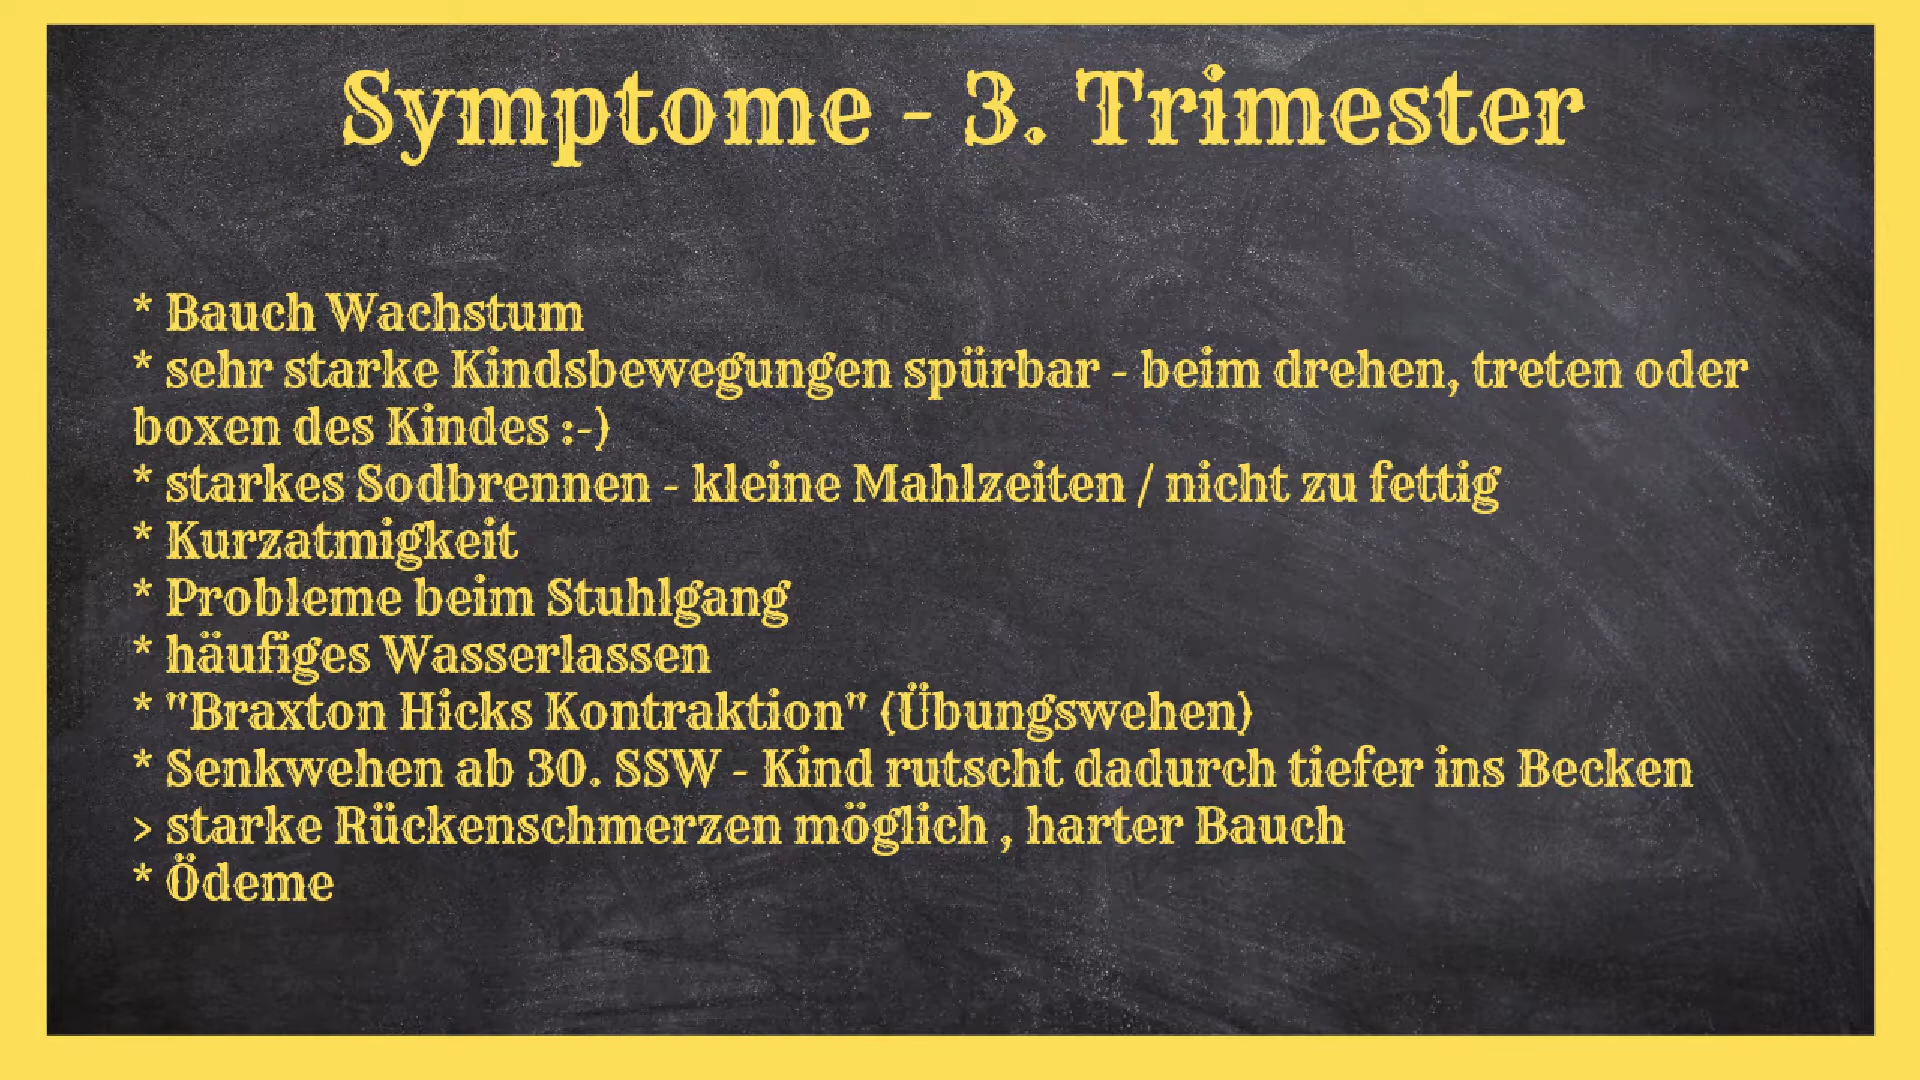 Symptome - 3. Trimester
* Bauch Wachstum
* sehr starke Kindsbewegungen spürbar - beim drehen, treten oder
boxen des Kindes :-)
* starkes Sodbrennen - kleine Mahlzeiten / nicht zu fettig
* Kurzatmigkeit
* Probleme beim Stuhlgang
* häufiges Wasserlassen
* "Braxton Hicks Kontraktion" (Übungswehen)
* Senkwehen ab 30. SSW - Kind rutscht dadurch tiefer ins Becken
> starke Rückenschmerzen möglich , harter Bauch
* Ödeme